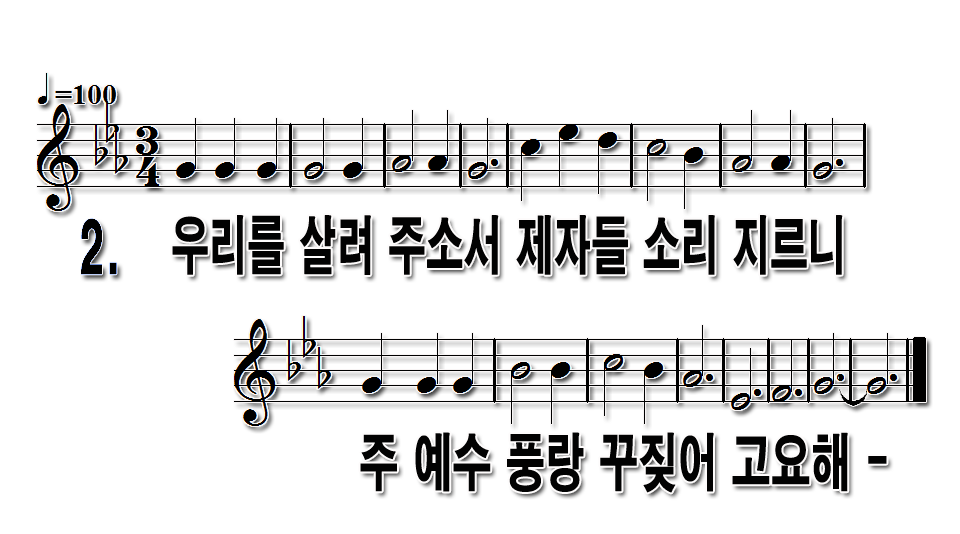 =100
3
4
2. 우리를 살려 주소서 제자들 소리 지르니
주 예수 풍랑 꾸짖어 고요해 -